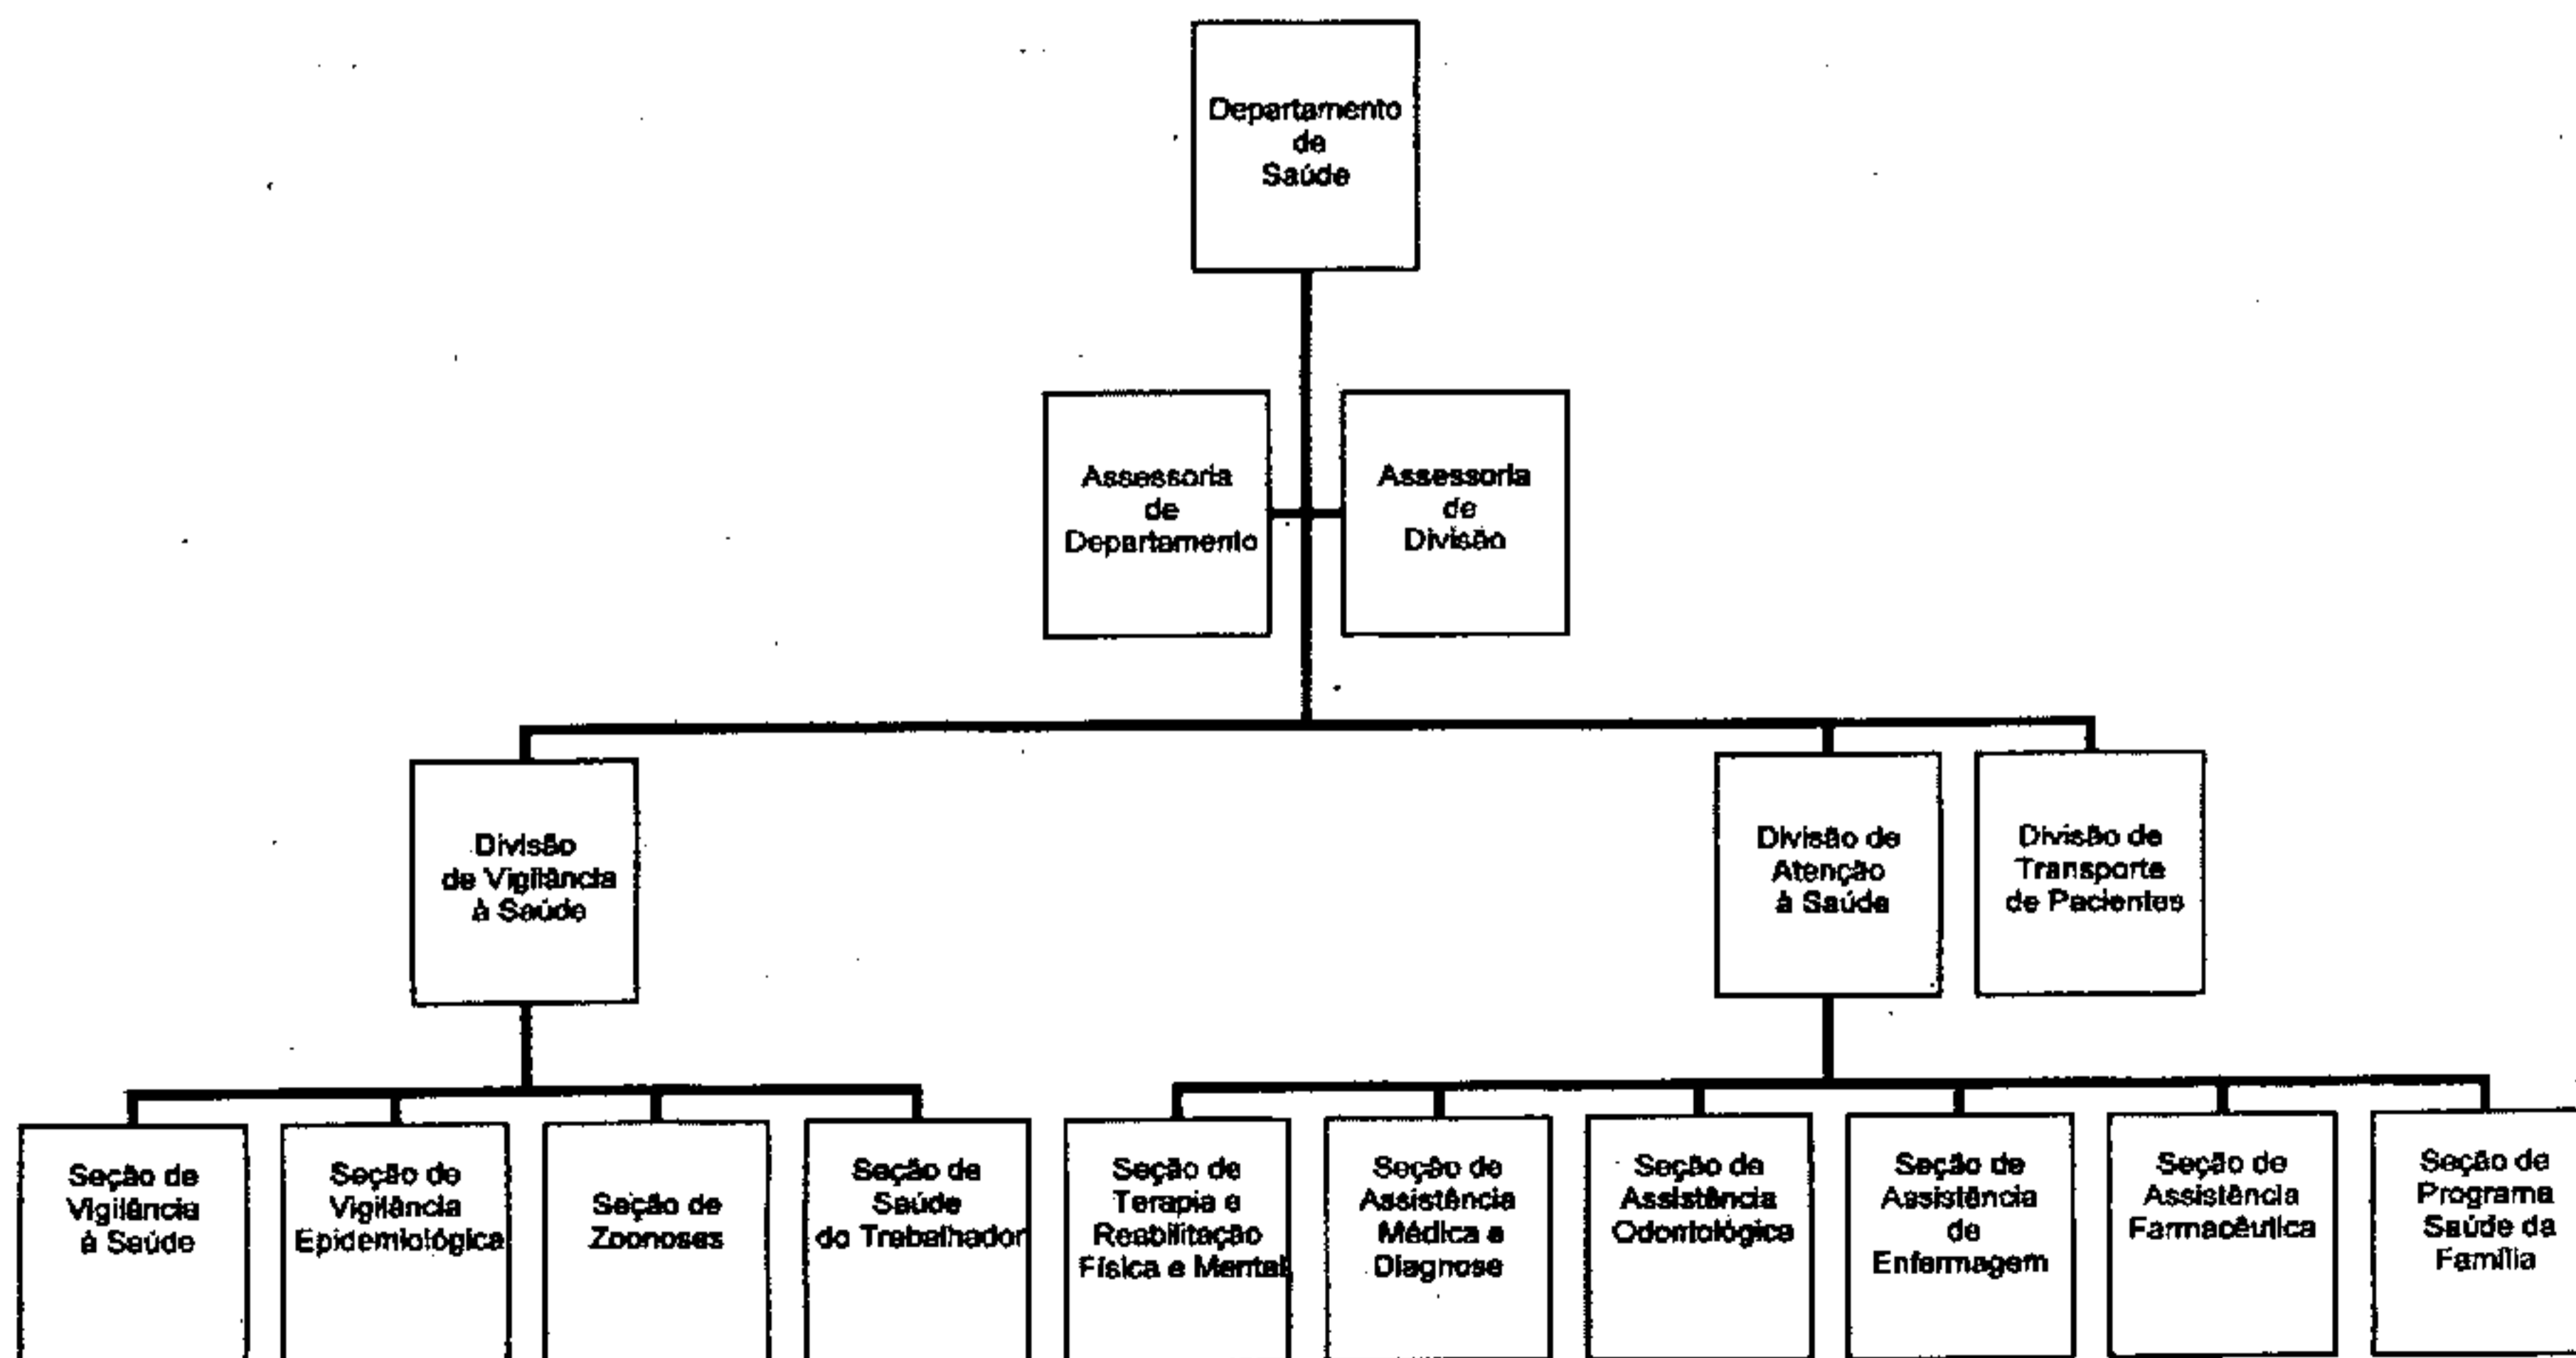 Departamento
de
Saúde
Assessoria
de
Departamento
Assessoria
de
Divisão
Divisão
de Vigilância
à Saúde
Divisão de
Atenção
à Saúde
Divisão de
Transporte
de Pacientes
Seção de
Vigilância
à Saúde
Seção de
Vigilância
Epidemiológica
Seção de
Zoonoses
Seção de
Saúde
do Trabalhador
Seção de
Terapia e
Reabilitação
Física e Mental
Seção de
Assistência
Médica e
Diagnose
Seção de
Assistência
Odontológica
Seção de
Assistência
de
Enfermagem
Seção de
Assistência
Farmacêutica
Seção de
Programa
Saúde da
Família